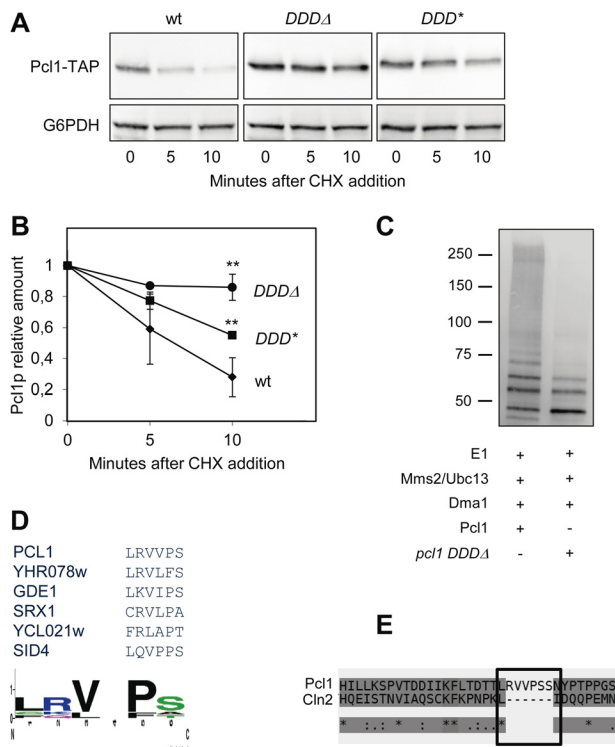 A
wt DDDΔ DDD*
Pcl1-TAP
G6PDH
0 5 10 0 5 10 0 5 10
Minutes after CHX addition
B
Pcl1p relative amount
1
0,8
0,6
0,4
0,2
0
0 5 10
Minutes after CHX addition
**
DDDΔ
**
DDD*
wt
C
250
150
100
75
50
E1 + +
Mms2/Ubc13 + +
Dma1 + +
Pcl1 + -
pcl1 DDDΔ - +
D
PCL1 LRVVPS
YHR078w LRVLFS
GDE1 LKVIPS
SRX1 CRVLPA
YCL021w FRLAPT
SID4 LQVPPS
LRV PS
N C
E
Pcl1 HILLKSPVTDDIIKFLTDTTLRVVPSSNYPTPPGS
Cln2 HQEISTNVIAQSCKFKPNPKL------IDQQPEMN